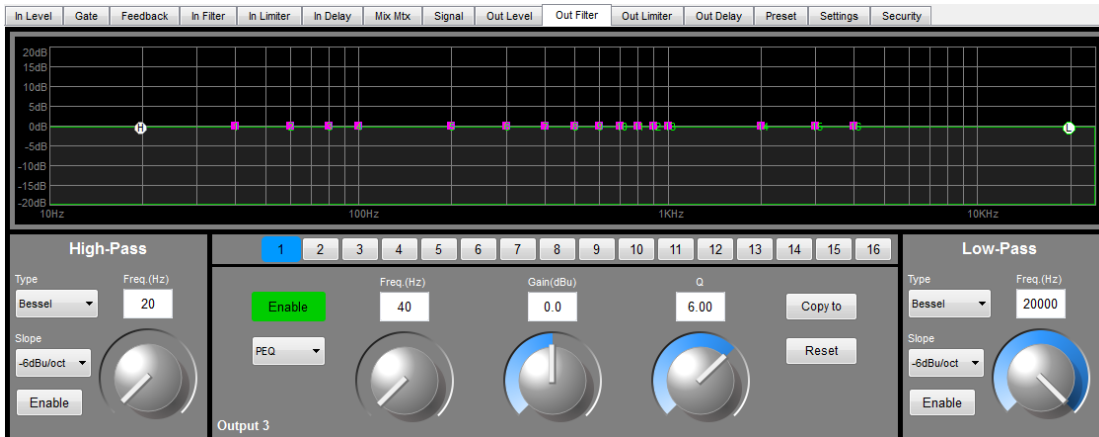 In Level Gate Feedback In Filter In Limiter In Delay Mix Mtx Signal Out Level Out Filter Out Limiter Out Delay Preset Settings Security
20dB
15dB
10dB
5dB
0dB
-5dB
-10dB
-15dB
-20dB
H
L
10Hz 100Hz 1KHz 10KHz
High-Pass
Type Freq.(Hz)
Bessel 20
Slope
-6dBu/oct
Enable
1 2 3 4 5 6 7 8 9 10 11 12 13 14 15 16
Freq.(Hz) Gain(dBu) Q
Enable 40 0.0 6.00 Copy to
PEQ Reset
Output 3
Low-Pass
Type Freq.(Hz)
Bessel 20000
Slope
-6dBu/oct
Enable